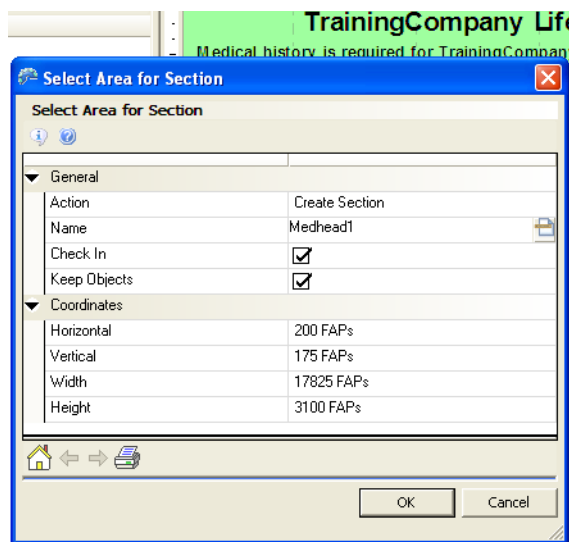 TrainingCompany Life
Medical history is required for TrainingCompan
Select Area for Section
Select Area for Section
General
Action Create Section
Name Medhead1
Check In
Keep Objects
Coordinates
Horizontal 200 FAPs
Vertical 175 FAPs
Width 17825 FAPs
Height 3100 FAPs
OK Cancel